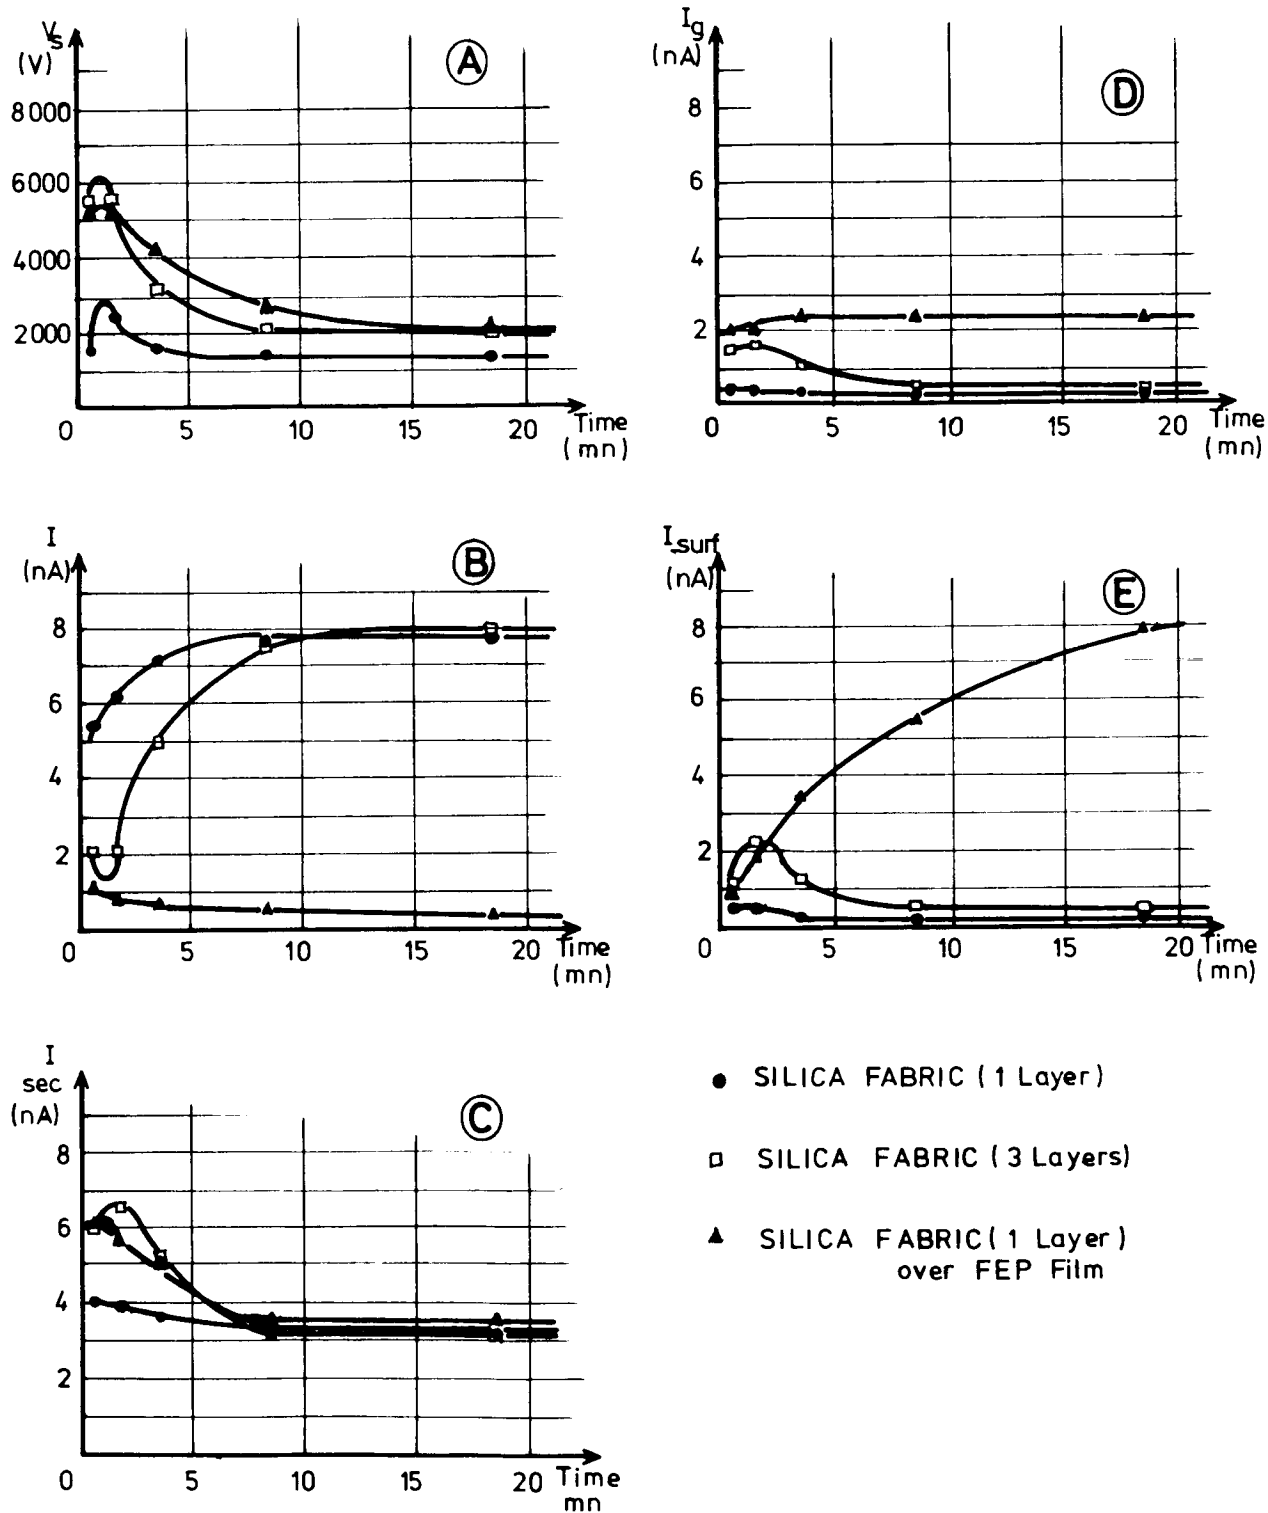 Vs
(V)
A
8000
6000
4000
2000
0 5 10 15 20 Time
(mn)
Ig
(nA)
D
8
6
4
2
0 5 10 15 20 Time
(mn)
I
(nA)
B
8
6
4
2
0 5 10 15 20 Time
(mn)
I surf
(nA)
E
8
6
4
2
0 5 10 15 20 Time
(mn)
I
sec
(nA)
C
8
6
4
2
0 5 10 15 20 Time
mn
SILICA FABRIC (1 Layer)
SILICA FABRIC (3 Layers)
SILICA FABRIC (1 Layer)
over FEP Film